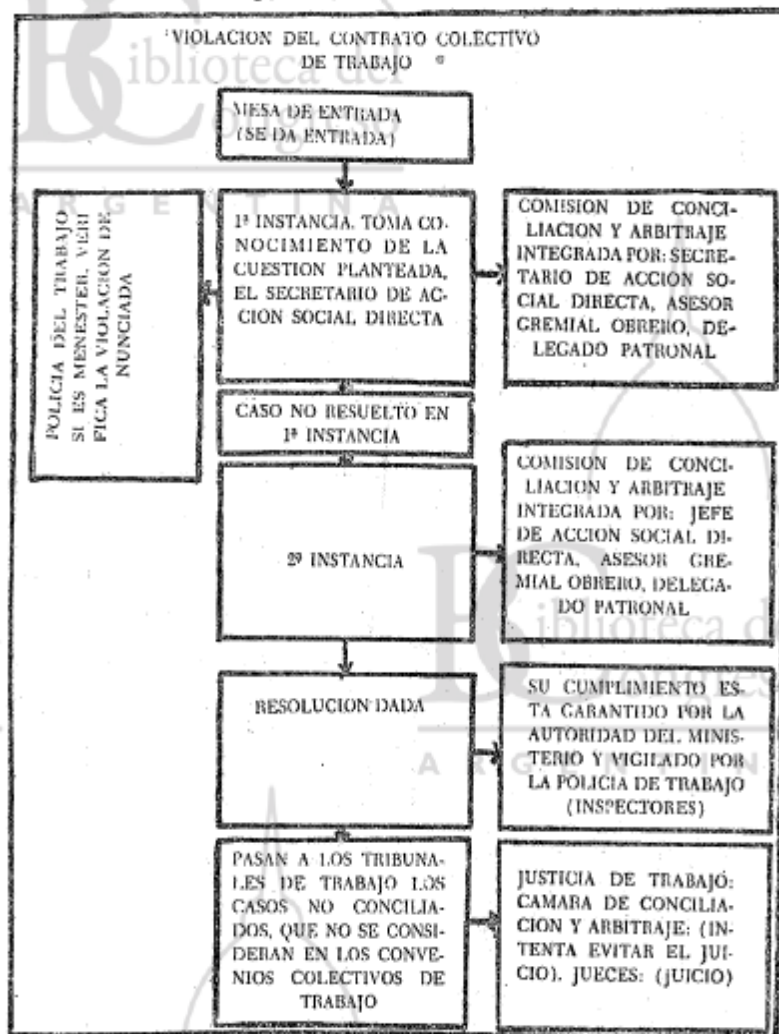 VIOLACION DEL CONTRATO COLECTIVO
DE TRABAJO
MESA DE ENTRADA
(SE DA ENTRADA)
POLICIA DEL TRABAJO
SI ES MENESTER, VERI
FICA LA VIOLACION DE
NUNCIADA
1ª INSTANCIA. TOMA CO-
NOCIMIENTO DE LA
CUESTION PLANTEADA,
EL SECRETARIO DE AC-
CION SOCIAL DIRECTA
COMISION DE CONCI-
LIACION Y ARBITRAJE
INTEGRADA POR: SECRE-
TARIO DE ACCION SO-
CIAL DIRECTA, ASESOR
GREMIAL OBRERO, DE-
LEGADO PATRONAL
CASO NO RESUELTO EN
1ª INSTANCIA
2ª INSTANCIA
COMISION DE CONCI-
LIACION Y ARBITRAJE
INTEGRADA POR: JEFE
DE ACCION SOCIAL DI-
RECTA, ASESOR GRE-
MIAL OBRERO, DELEGA-
DO PATRONAL
RESOLUCION DADA
SU CUMPLIMIENTO ES-
TA GARANTIDO POR LA
AUTORIDAD DEL MINIS-
TERIO Y VIGILADO POR
LA POLICIA DE TRABAJO
(INSPECTORES)
PASAN A LOS TRIBUNA-
LES DE TRABAJO LOS
CASOS NO CONCILIA-
DOS, QUE NO SE CONSI-
DERAN EN LOS CONVE-
NIOS COLECTIVOS DE
TRABAJO
JUSTICIA DE TRABAJO:
CAMARA DE CONCILIA-
CION Y ARBITRAJE: (IN-
TENTA EVITAR EL JUI-
CIO). JUECES: (JUICIO)
Biblioteca del
Congreso
ARGENTINA
Biblioteca d
Congres
ARGENTIN